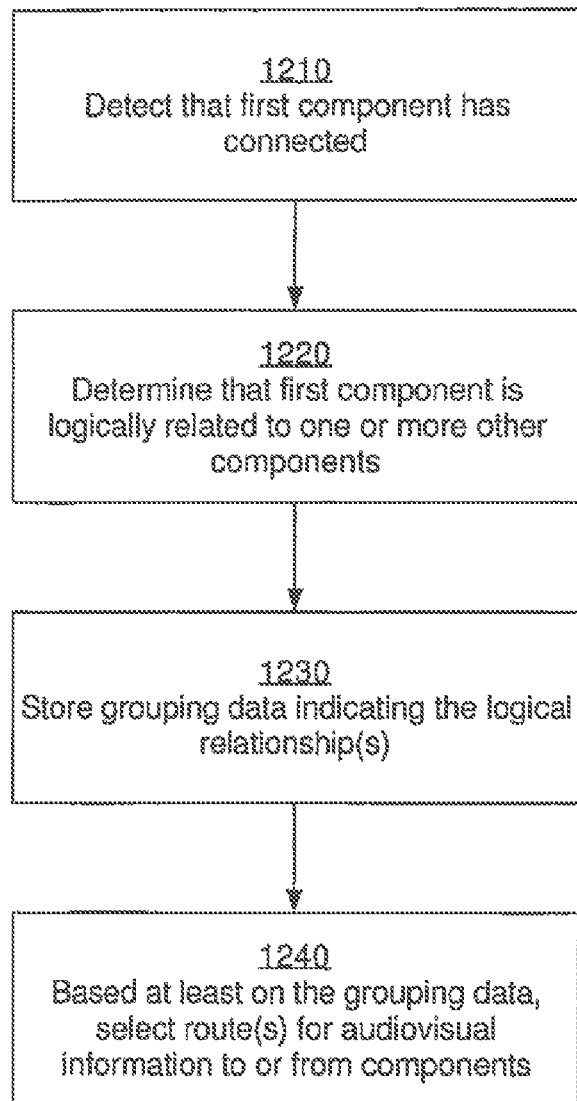 1210
Detect that first component has
connected
1220
Determine that first component is
logically related to one or more other
components
1230
Store grouping data indicating the logical
relationship(s)
1240
Based at least on the grouping data,
select route(s) for audiovisual
information to or from components